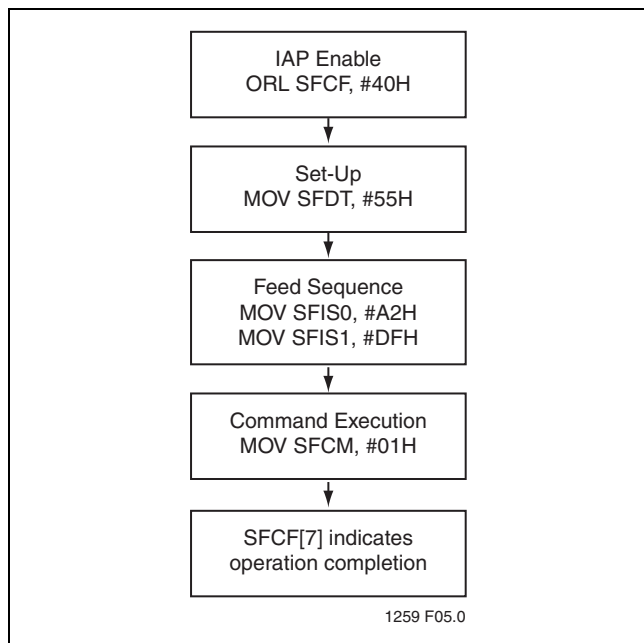 IAP Enable
ORL SFCF, #40H
Set-Up
MOV SFDT, #55H
Feed Sequence
MOV SFIS0, #A2H
MOV SFIS1, #DFH
Command Execution
MOV SFCM, #01H
SFCF[7] indicates
operation completion
1259 F05.0